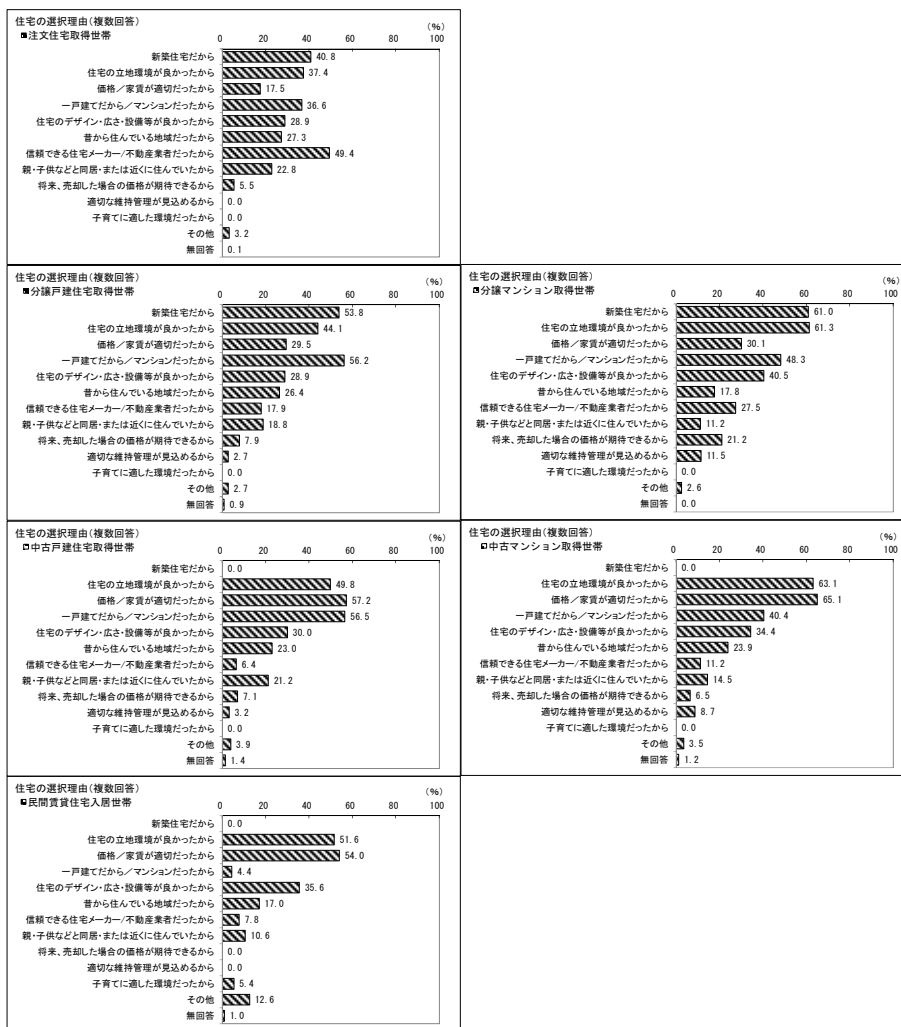 住宅の選択理由(複数回答)
■注文住宅取得世帯
(%)
0 20 40 60 80 100
新築住宅だから 40.8
住宅の立地環境が良かったから 37.4
価格／家賃が適切だったから 17.5
一戸建てだから／マンションだったから 36.6
住宅のデザイン・広さ・設備等が良かったから 28.9
昔から住んでいる地域だったから 27.3
信頼できる住宅メーカー/不動産業者だったから 49.4
親・子供などと同居・または近くに住んでいたから 22.8
将来、売却した場合の価格が期待できるから 5.5
適切な維持管理が見込めるから 0.0
子育てに適した環境だったから 0.0
その他 3.2
無回答 0.1
住宅の選択理由(複数回答)
■分譲戸建住宅取得世帯
(%)
0 20 40 60 80 100
新築住宅だから 53.8
住宅の立地環境が良かったから 44.1
価格／家賃が適切だったから 29.5
一戸建てだから／マンションだったから 56.2
住宅のデザイン・広さ・設備等が良かったから 28.9
昔から住んでいる地域だったから 26.4
信頼できる住宅メーカー/不動産業者だったから 17.9
親・子供などと同居・または近くに住んでいたから 18.8
将来、売却した場合の価格が期待できるから 7.9
適切な維持管理が見込めるから 2.7
子育てに適した環境だったから 0.0
その他 2.7
無回答 0.9
住宅の選択理由(複数回答)
■分譲マンション取得世帯
(%)
0 20 40 60 80 100
新築住宅だから 61.0
住宅の立地環境が良かったから 61.3
価格／家賃が適切だったから 30.1
一戸建てだから／マンションだったから 48.3
住宅のデザイン・広さ・設備等が良かったから 40.5
昔から住んでいる地域だったから 17.8
信頼できる住宅メーカー/不動産業者だったから 27.5
親・子供などと同居・または近くに住んでいたから 11.2
将来、売却した場合の価格が期待できるから 21.2
適切な維持管理が見込めるから 11.5
子育てに適した環境だったから 0.0
その他 2.6
無回答 0.0
住宅の選択理由(複数回答)
中古戸建住宅取得世帯
(%)
0 20 40 60 80 100
新築住宅だから 0.0
住宅の立地環境が良かったから 49.8
価格／家賃が適切だったから 57.2
一戸建てだから／マンションだったから 56.5
住宅のデザイン・広さ・設備等が良かったから 30.0
昔から住んでいる地域だったから 23.0
信頼できる住宅メーカー/不動産業者だったから 6.4
親・子供などと同居・または近くに住んでいたから 21.2
将来、売却した場合の価格が期待できるから 7.1
適切な維持管理が見込めるから 3.2
子育てに適した環境だったから 0.0
その他 3.9
無回答 1.4
住宅の選択理由(複数回答)
中古マンション取得世帯
(%)
0 20 40 60 80 100
新築住宅だから 0.0
住宅の立地環境が良かったから 63.1
価格／家賃が適切だったから 65.1
一戸建てだから／マンションだったから 40.4
住宅のデザイン・広さ・設備等が良かったから 34.4
昔から住んでいる地域だったから 23.9
信頼できる住宅メーカー/不動産業者だったから 11.2
親・子供などと同居・または近くに住んでいたから 14.5
将来、売却した場合の価格が期待できるから 6.5
適切な維持管理が見込めるから 8.7
子育てに適した環境だったから 0.0
その他 3.5
無回答 1.2
住宅の選択理由(複数回答)
民間賃貸住宅入居世帯
(%)
0 20 40 60 80 100
新築住宅だから 0.0
住宅の立地環境が良かったから 51.6
価格／家賃が適切だったから 54.0
一戸建てだから／マンションだったから 4.4
住宅のデザイン・広さ・設備等が良かったから 35.6
昔から住んでいる地域だったから 17.0
信頼できる住宅メーカー/不動産業者だったから 7.8
親・子供などと同居・または近くに住んでいたから 10.6
将来、売却した場合の価格が期待できるから 0.0
適切な維持管理が見込めるから 0.0
子育てに適した環境だったから 5.4
その他 12.6
無回答 1.0